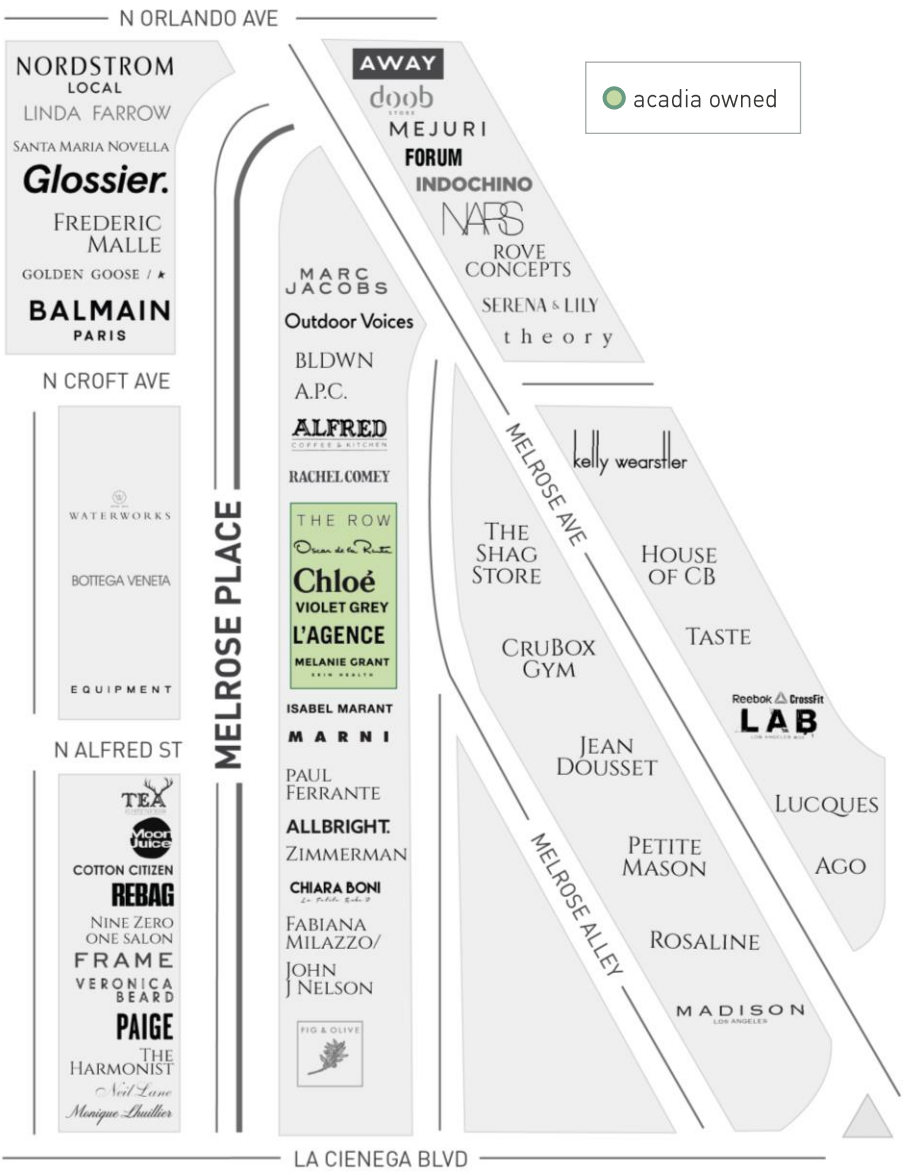 N ORLANDO AVE
NORDSTROM
LOCAL
LINDA FARROW
SANTA MARIA NOVELLA
Glossier.
FREDERIC
MALLE
GOLDEN GOOSE /
BALMAIN
PARIS
N CROFT AVE
WATERWORKS
BOTTEGA VENETA
EQUIPMENT
N ALFRED ST
TEA
Moon
Juice
COTTON CITIZEN
REBAG
NINE ZERO
ONE SALON
FRAME
VERONICA
BEARD
PAIGE
THE
HARMONIST
Neil Lane
Monique Lhuillier
MELROSE PLACE
MARC
JACOBS
Outdoor Voices
BLDWN
A.P.C.
ALFRED
COFFEE & KITCHEN
RACHEL COMEY
THE ROW
Oscar de la Renta
Chloé
VIOLET GREY
L'AGENCE
MELANIE GRANT
SKIN HEALTH
ISABEL MARANT
MARNI
PAUL
FERRANTE
ALLBRIGHT.
ZIMMERMAN
CHIARA BONI
La Petite Robe
FABIANA
MILAZZO/
JOHN
J NELSON
FIG & OLIVE
AWAY
doob
STORE
MEJURI
FORUM
INDOCHINO
NARS
ROVE
CONCEPTS
SERENA & LILY
theory
acadia owned
MELROSE AVE
kelly wearstler
HOUSE
OF CB
TASTE
Reebok CrossFit
LAB
LUCQUES
AGO
THE
SHAG
STORE
CRUBOX
GYM
JEAN
DOUSSET
PETITE
MASON
ROSALINE
MADISON
LOS ANGELES
MELROSE ALLEY
LA CIENEGA BLVD